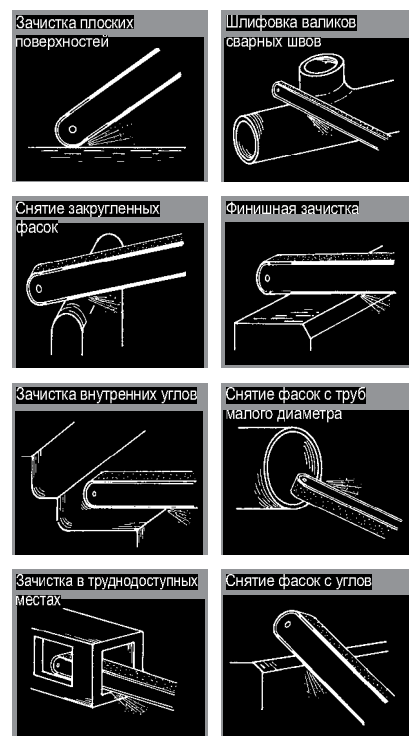 Зачистка плоских
поверхностей
Шлифовка валиков
сварных швов
Снятие закругленных
фасок
Финишная зачистка
Зачистка внутренних углов
Снятие фасок с труб
малого диаметра
Зачистка в труднодоступных
местах
Снятие фасок с углов